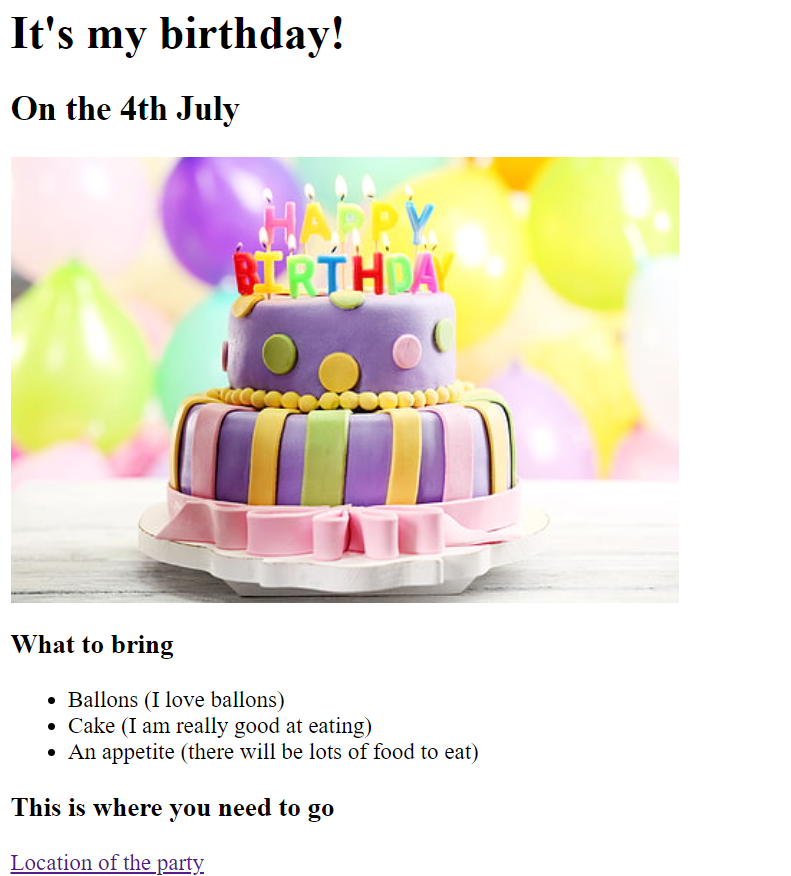 It's my birthday!
On the 4th July
HAPPY
BIRTHDAY
What to bring
Ballons (I love ballons)
Cake (I am really good at eating)
An appetite (there will be lots of food to eat)
This is where you need to go
Location of the party